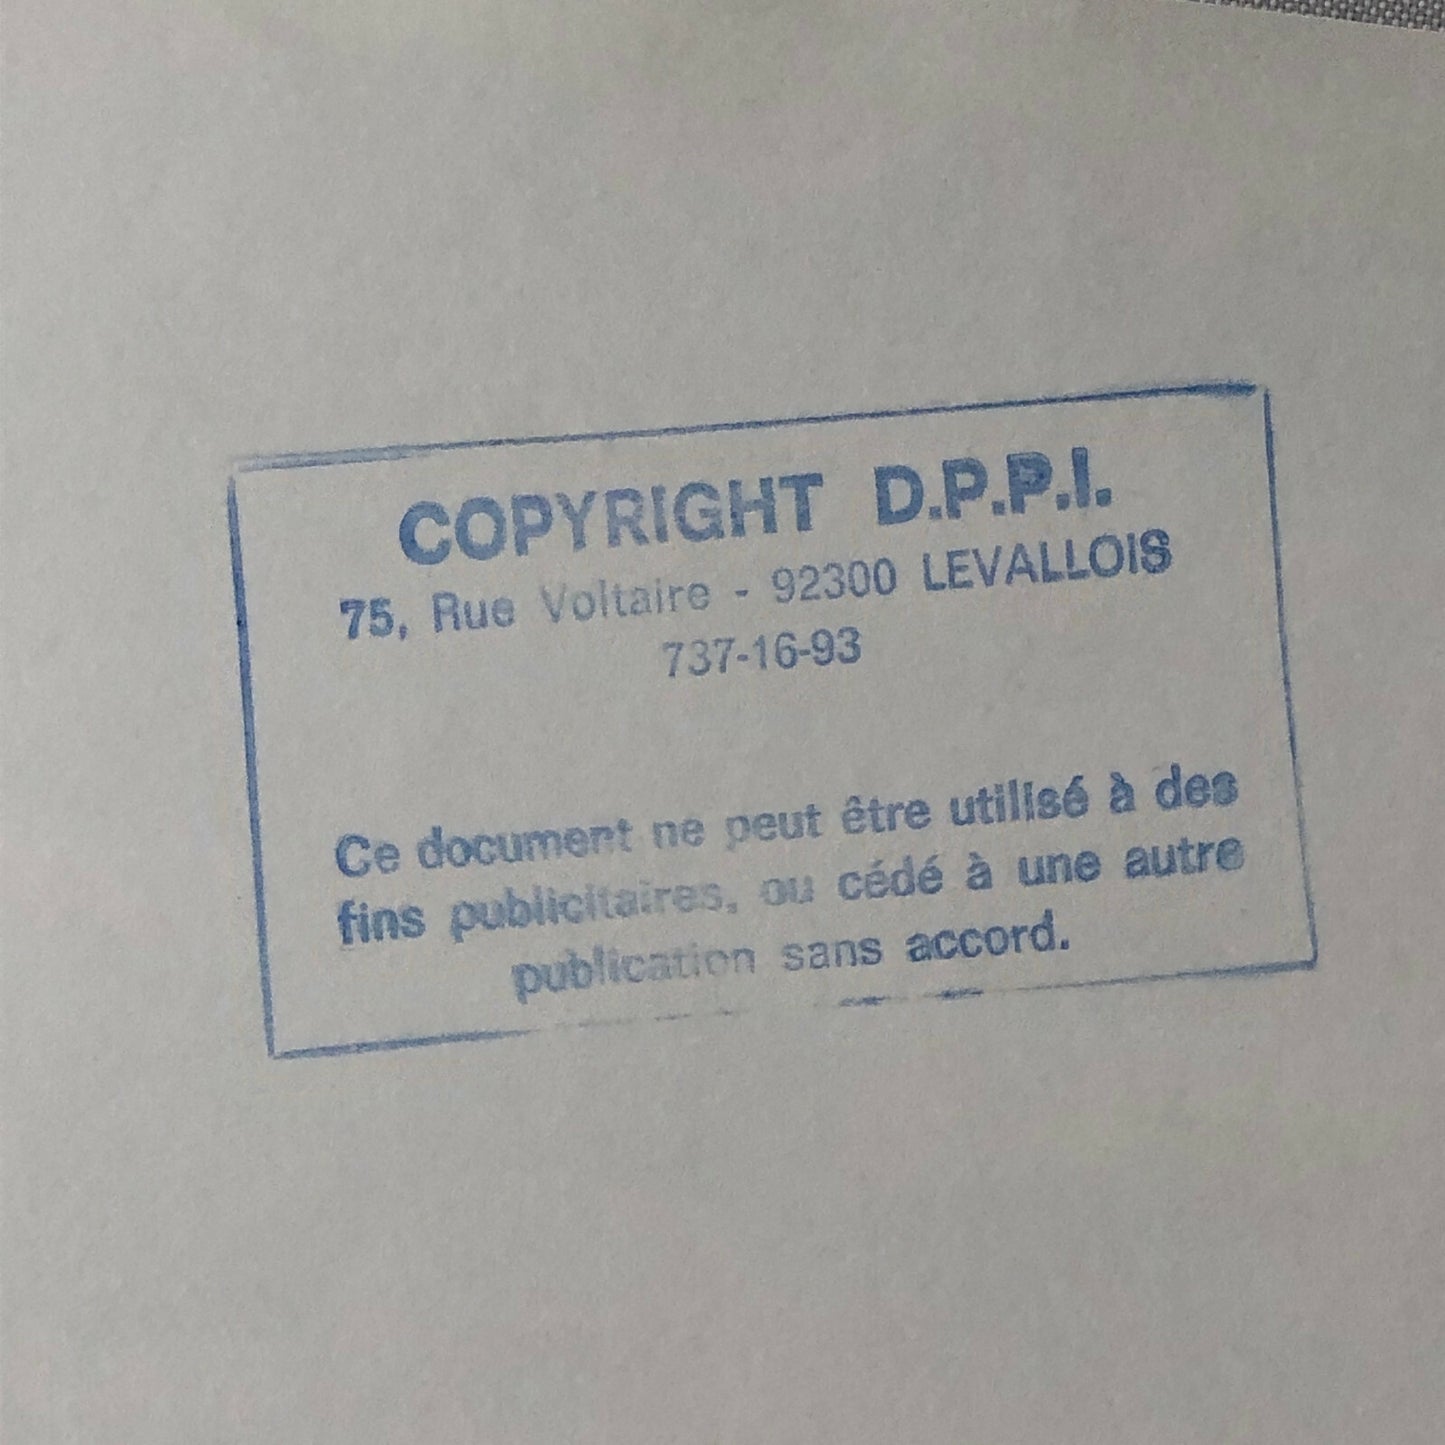 COPYRIGHT D.P.P.I.
75, Rue Voltaire - 92300 LEVALLOIS
737-16-93
Ce document ne peut être utilisé à des
fins publicitaires, ou cédé à une autre
publication sans accord.